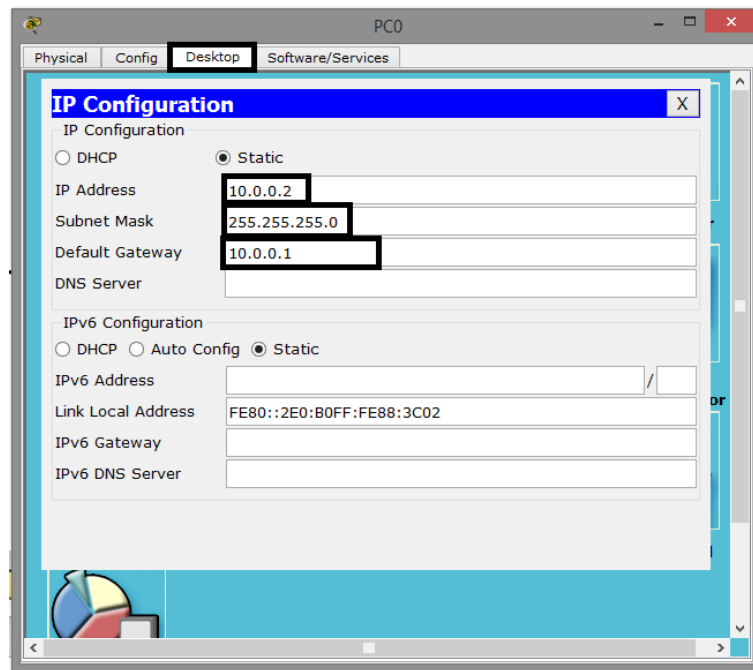 PC0
Physical Config Desktop Software/Services
IP Configuration X
IP Configuration
DHCP Static
IP Address 10.0.0.2
Subnet Mask 255.255.255.0
Default Gateway 10.0.0.1
DNS Server
IPv6 Configuration
DHCP Auto Config Static
IPv6 Address /
Link Local Address FE80::2E0:B0FF:FE88:3C02
IPv6 Gateway
IPv6 DNS Server
or